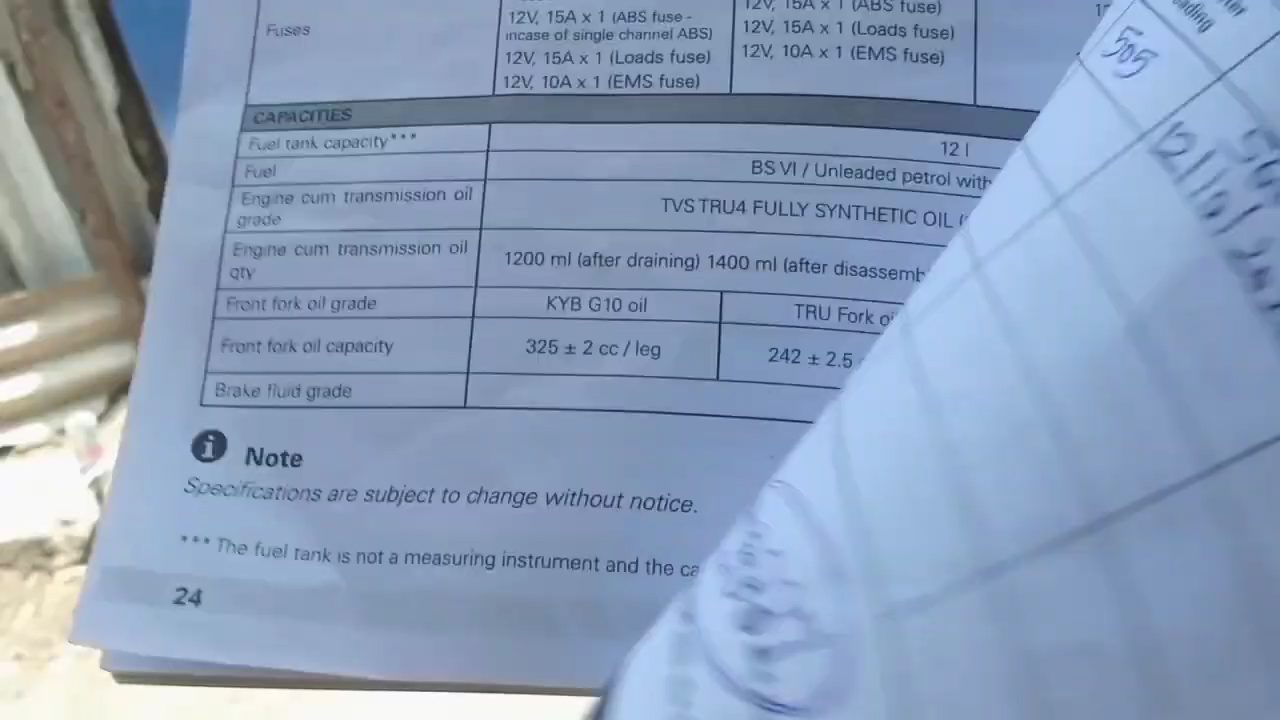 Fuses
12V, 15A x 1 (ABS fuse -
incase of single channel ABS)
12V, 15A x 1 (Loads fuse)
12V, 10A x 1 (EMS fuse)
12V, 15A x 1 (ABS fuse)
12V, 15A x 1 (Loads fuse)
12V, 10A x 1 (EMS fuse)
CAPACITIES
Fuel tank capacity***
12 l
Fuel
BS VI / Unleaded petrol with
Engine cum transmission oil
grade
TVS TRU4 FULLY SYNTHETIC OIL (
Engine cum transmission oil
qty
1200 ml (after draining) 1400 ml (after disassemb
Front fork oil grade
KYB G10 oil
TRU Fork oi
Front fork oil capacity
325 ± 2 cc / leg
242 ± 2.5
Brake fluid grade
Note
Specifications are subject to change without notice.
*** The fuel tank is not a measuring instrument and the ca
24
505